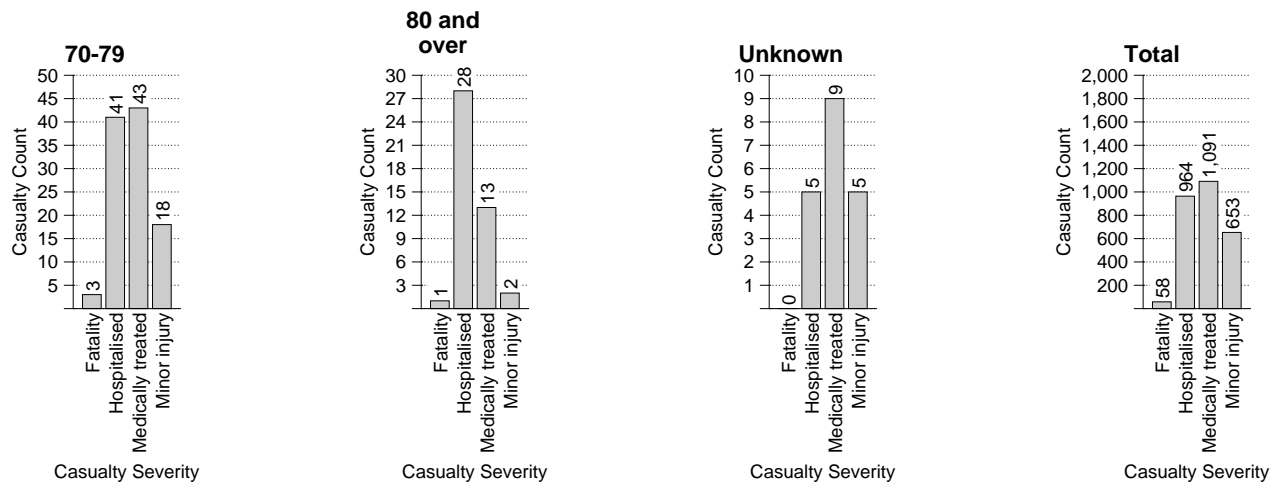 70-79
Casualty Count
50
45
40
35
30
25
20
15
10
5
3
41
43
18
Fatality
Hospitalised
Medically treated
Minor injury
Casualty Severity
80 and
over
Casualty Count
30
27
24
21
18
15
12
9
6
3
1
28
13
2
Fatality
Hospitalised
Medically treated
Minor injury
Casualty Severity
Unknown
Casualty Count
10
9
8
7
6
5
4
3
2
1
0
5
9
5
Fatality
Hospitalised
Medically treated
Minor injury
Casualty Severity
Total
Casualty Count
2,000
1,800
1,600
1,400
1,200
1,000
800
600
400
200
58
964
1,091
653
Fatality
Hospitalised
Medically treated
Minor injury
Casualty Severity